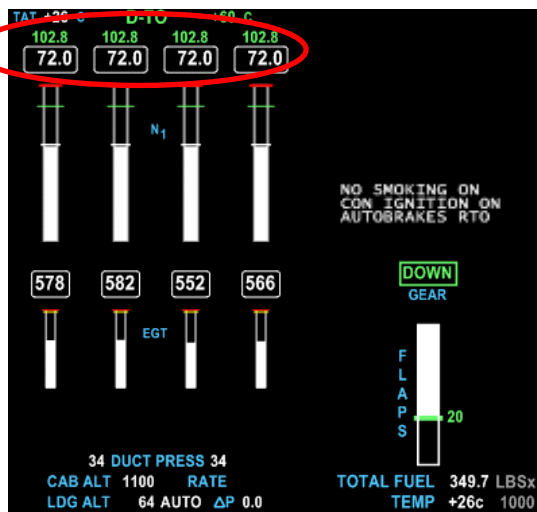 TAT +26 C D-TO +60 C
102.8 102.8 102.8 102.8
72.0 72.0 72.0 72.0
N1
NO SMOKING ON
CON IGNITION ON
AUTOBRAKES RTO
578 582 552 566
DOWN
GEAR
EGT
FLAPS
20
34 DUCT PRESS 34
CAB ALT 1100 RATE
LDG ALT 64 AUTO ΔP 0.0
TOTAL FUEL 349.7 LBSx
TEMP +26c 1000